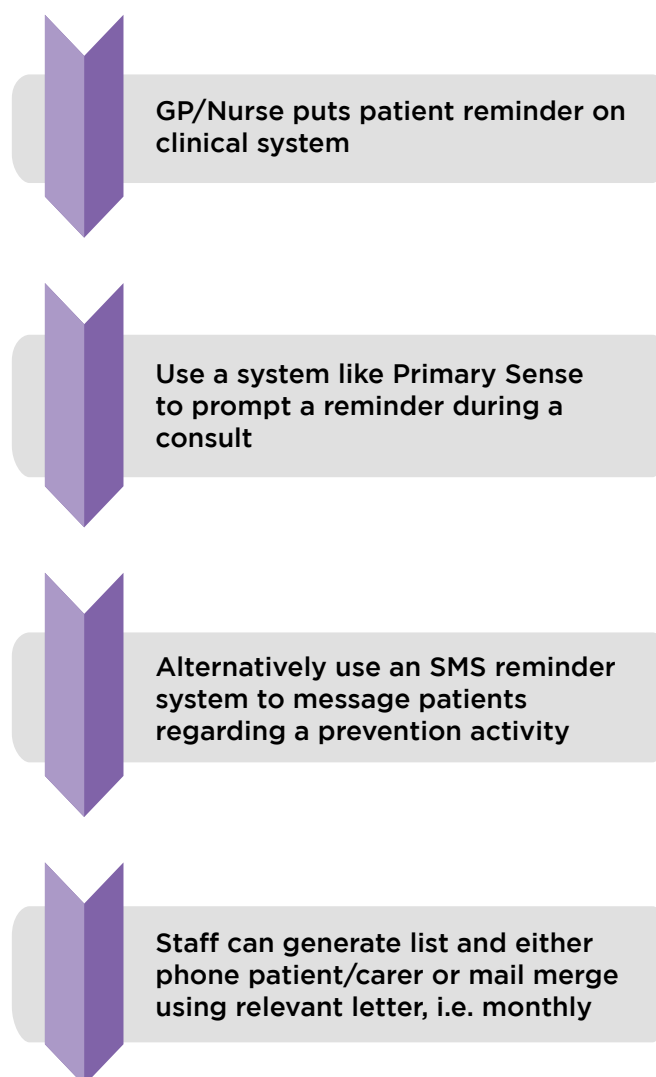 GP/Nurse puts patient reminder on
clinical system
Use a system like Primary Sense
to prompt a reminder during a
consult
Alternatively use an SMS reminder
system to message patients
regarding a prevention activity
Staff can generate list and either
phone patient/carer or mail merge
using relevant letter, i.e. monthly